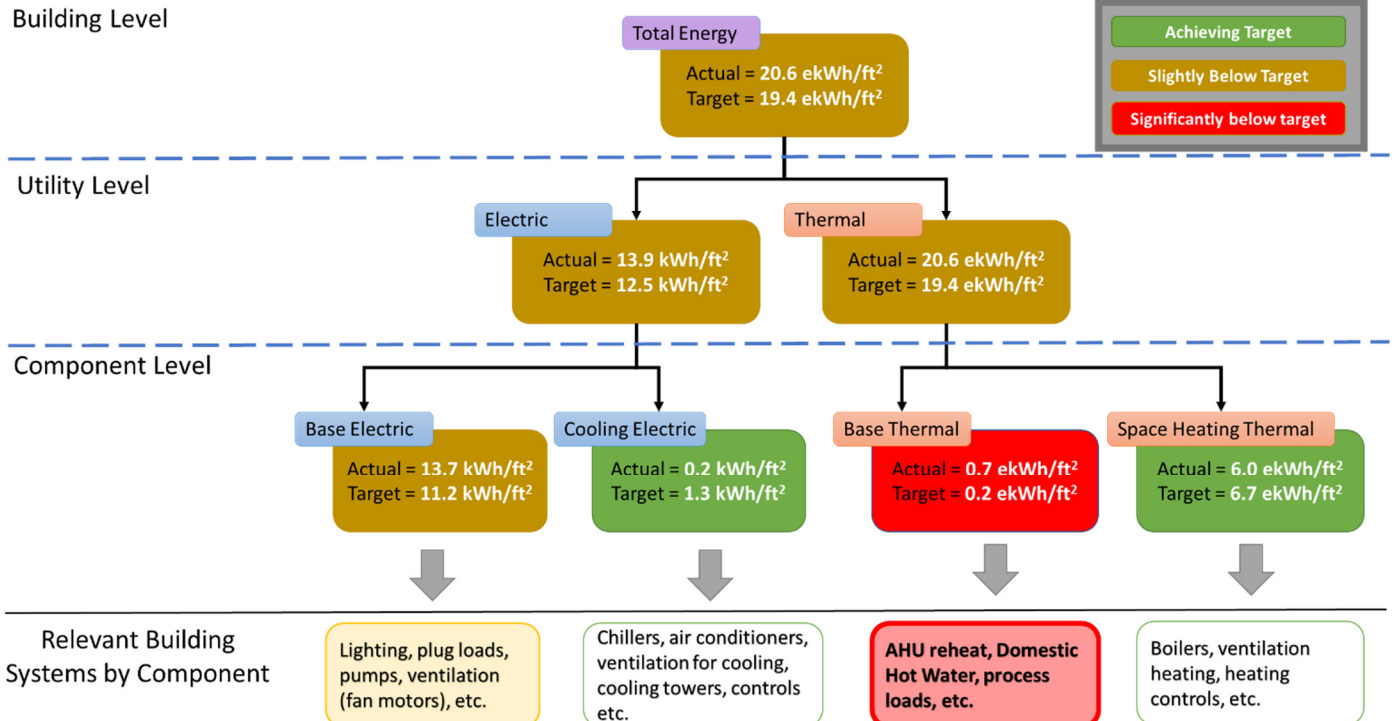 Building Level
Total Energy
Actual = 20.6 ekWh/ft²
Target = 19.4 ekWh/ft²
Achieving Target
Slightly Below Target
Significantly below target
Utility Level
Electric
Actual = 13.9 kWh/ft²
Target = 12.5 kWh/ft²
Thermal
Actual = 20.6 ekWh/ft²
Target = 19.4 ekWh/ft²
Component Level
Base Electric
Actual = 13.7 kWh/ft²
Target = 11.2 kWh/ft²
Cooling Electric
Actual = 0.2 kWh/ft²
Target = 1.3 kWh/ft²
Base Thermal
Actual = 0.7 ekWh/ft²
Target = 0.2 ekWh/ft²
Space Heating Thermal
Actual = 6.0 ekWh/ft²
Target = 6.7 ekWh/ft²
Relevant Building
Systems by Component
Lighting, plug loads,
pumps, ventilation
(fan motors), etc.
Chillers, air conditioners,
ventilation for cooling,
cooling towers, controls
etc.
AHU reheat, Domestic
Hot Water, process
loads, etc.
Boilers, ventilation
heating, heating
controls, etc.